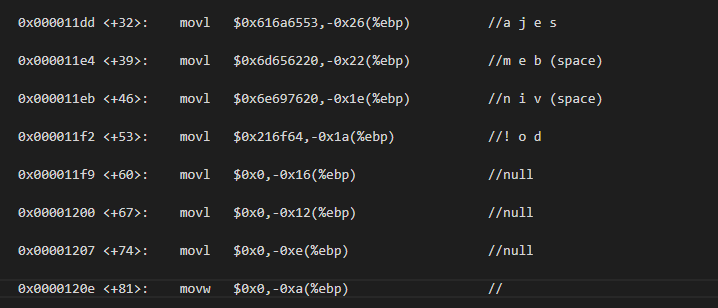 0x000011dd <+32>: movl $0x616a6553,-0x26(%ebp) //a j e s
0x000011e4 <+39>: movl $0x6d656220,-0x22(%ebp) //m e b (space)
0x000011eb <+46>: movl $0x6e697620,-0x1e(%ebp) //n i v (space)
0x000011f2 <+53>: movl $0x216f64,-0x1a(%ebp) //! o d
0x000011f9 <+60>: movl $0x0,-0x16(%ebp) //null
0x00001200 <+67>: movl $0x0,-0x12(%ebp) //null
0x00001207 <+74>: movl $0x0,-0xe(%ebp) //null
0x0000120e <+81>: movw $0x0,-0xa(%ebp) //